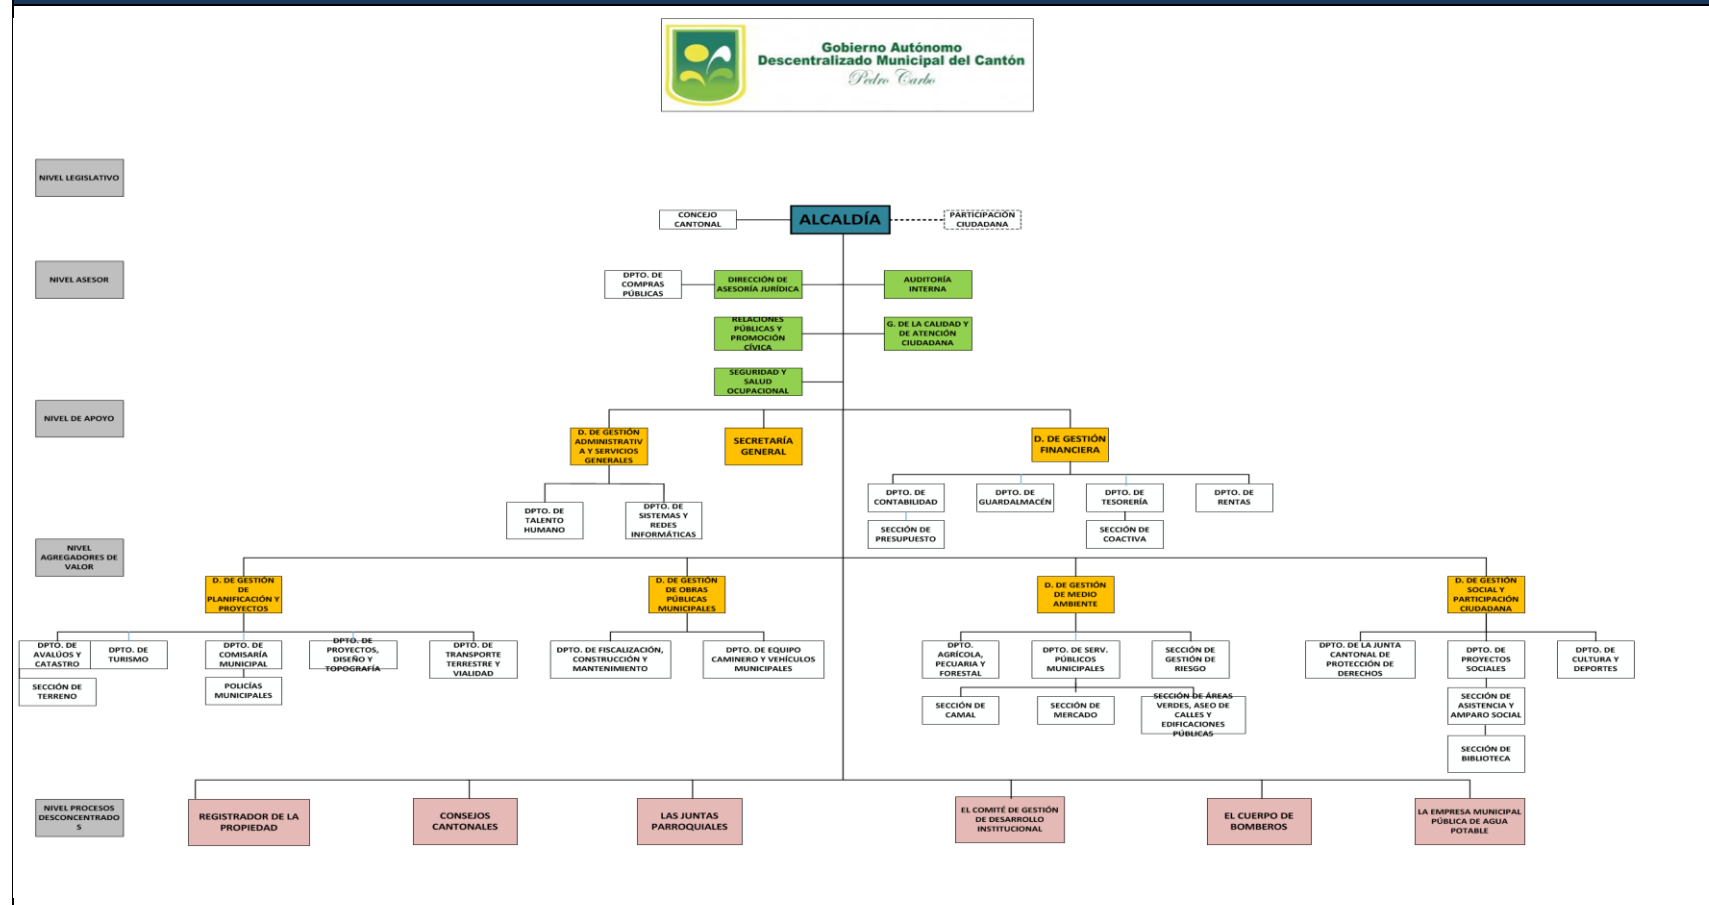 Gobierno Autónomo
Descentralizado Municipal del Cantón
Pedro Carbo
NIVEL LEGISLATIVO
CONCEJO
CANTONAL
ALCALDÍA
PARTICIPACIÓN
CIUDADANA
NIVEL ASESOR
DPTO. DE
COMPRAS
PÚBLICAS
DIRECCIÓN DE
ASESORÍA JURÍDICA
AUDITORÍA
INTERNA
RELACIONES
PÚBLICAS Y
PROMOCIÓN
CÍVICA
G. DE LA CALIDAD Y
DE ATENCIÓN
CIUDADANA
SEGURIDAD Y
SALUD
OCUPACIONAL
NIVEL DE APOYO
D. DE GESTIÓN
ADMINISTRATIV
A Y SERVICIOS
GENERALES
SECRETARÍA
GENERAL
D. DE GESTIÓN
FINANCIERA
DPTO. DE
TALENTO
HUMANO
DPTO. DE
SISTEMAS Y
REDES
INFORMÁTICAS
DPTO. DE
CONTABILIDAD
DPTO. DE
GUARDALMACÉN
DPTO. DE
TESORERÍA
DPTO. DE
RENTAS
SECCIÓN DE
PRESUPUESTO
SECCIÓN DE
COACTIVA
NIVEL
AGREGADORES DE
VALOR
D. DE GESTIÓN
DE
PLANIFICACIÓN Y
PROYECTOS
D. DE GESTIÓN
DE OBRAS
PÚBLICAS
MUNICIPALES
D. DE GESTIÓN
DE MEDIO
AMBIENTE
D. DE GESTIÓN
SOCIAL Y
PARTICIPACIÓN
CIUDADANA
DPTO. DE
AVALÚOS Y
CATASTRO
DPTO. DE
TURISMO
DPTO. DE
COMISARÍA
MUNICIPAL
DPTO. DE
PROYECTOS,
DISEÑO Y
TOPOGRAFÍA
DPTO. DE
TRANSPORTE
TERRESTRE Y
VIALIDAD
DPTO. DE FISCALIZACIÓN,
CONSTRUCCIÓN Y
MANTENIMIENTO
DPTO. DE EQUIPO
CAMINERO Y VEHÍCULOS
MUNICIPALES
DPTO.
AGRÍCOLA,
PECUARIA Y
FORESTAL
DPTO. DE SERV.
PÚBLICOS
MUNICIPALES
SECCIÓN DE
GESTIÓN DE
RIESGO
DPTO. DE LA JUNTA
CANTONAL DE
PROTECCIÓN DE
DERECHOS
DPTO. DE
PROYECTOS
SOCIALES
DPTO. DE
CULTURA Y
DEPORTES
SECCIÓN DE
TERRENO
POLICÍAS
MUNICIPALES
SECCIÓN DE
CAMAL
SECCIÓN DE
MERCADO
SECCIÓN DE ÁREAS
VERDES, ASEO DE
CALLES Y
EDIFICACIONES
PÚBLICAS
SECCIÓN DE
ASISTENCIA Y
AMPARO SOCIAL
SECCIÓN DE
BIBLIOTECA
NIVEL PROCESOS
DESCONCENTRADO
S
REGISTRADOR DE LA
PROPIEDAD
CONSEJOS
CANTONALES
LAS JUNTAS
PARROQUIALES
EL COMITÉ DE GESTIÓN
DE DESARROLLO
INSTITUCIONAL
EL CUERPO DE
BOMBEROS
LA EMPRESA MUNICIPAL
PÚBLICA DE AGUA
POTABLE